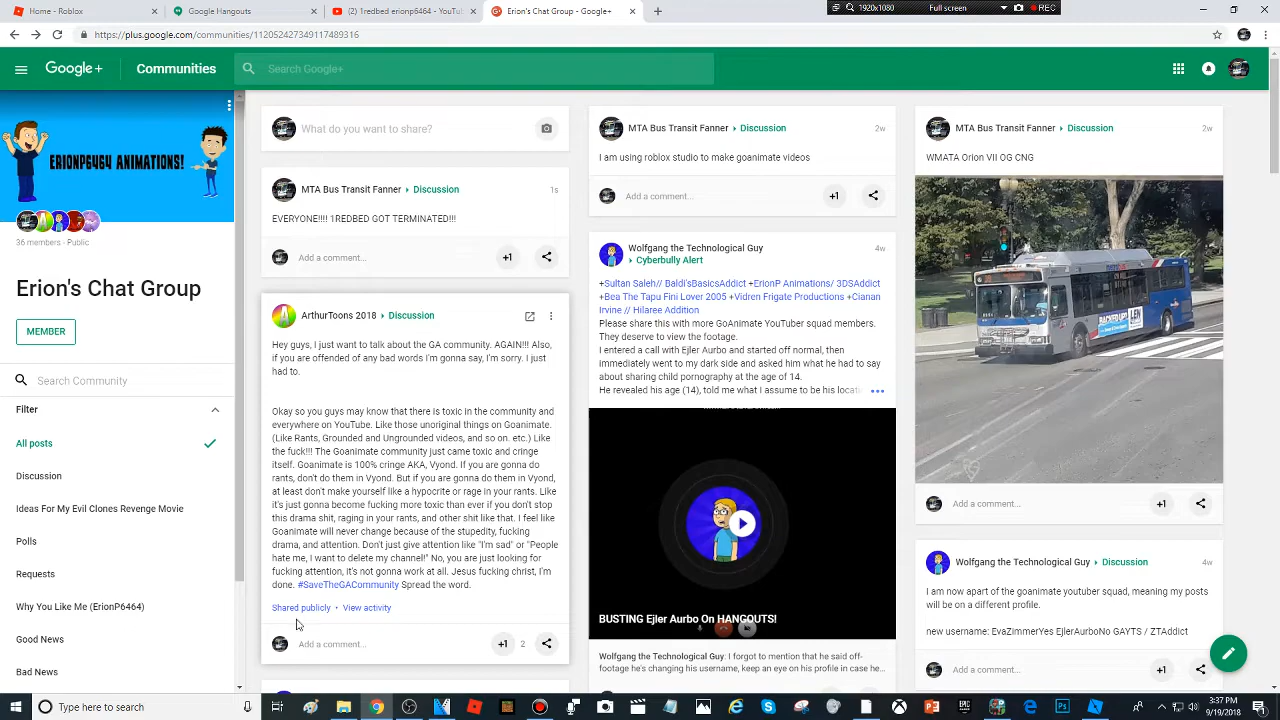 Home - Roblox
Google Hangouts
(2) 1redbed erionp6464 - YouTube
Erion's Chat Group - Google+
1920x1080
REC
https://plus.google.com/communities/112052427349117489316
Google+
Communities
Search Google+
ERIONP6464 ANIMATIONS!
36 members - Public
Erion's Chat Group
MEMBER
Search Community
Filter
All posts
Discussion
Ideas For My Evil Clones Revenge Movie
Polls
Requests
Why You Like Me (ErionP6464)
Good News
Bad News
What do you want to share?
MTA Bus Transit Fanner ▸ Discussion 1s
EVERYONE!!!! 1REDBED GOT TERMINATED!!!
Add a comment... +1
ArthurToons 2018 ▸ Discussion
Hey guys, I just want to talk about the GA community. AGAIN!!! Also,
if you are offended of any bad words I'm gonna say, I'm sorry. I just
had to.
Okay so you guys may know that there is toxic in the community and
everywhere on YouTube. Like those unoriginal things on Goanimate.
(Like Rants, Grounded and Ungrounded videos, and so on. etc.) Like
the fuck!!! The Goanimate community just came toxic and cringe
itself. Goanimate is 100% cringe AKA, Vyond. If you are gonna do
rants, don't do them in Vyond. But if you are gonna do them in Vyond,
at least don't make yourself like a hypocrite or rage in your rants. Like
it's just gonna become fucking more toxic than ever if you don't stop
this drama shit, raging in your rants, and other shit like that. I feel like
Goanimate will never change because of the stupedity, fucking
drama, and attention. Don't just give attention like "I'm sad" or "People
hate me, I want to delete my channel!" No, you are just looking for
fucking attention, it's not gonna work at all. Jesus fucking christ, I'm
done. #SaveTheGACommunity Spread the word.
Shared publicly • View activity
Add a comment... +1 2
MTA Bus Transit Fanner ▸ Discussion 2w
I am using roblox studio to make goanimate videos
Add a comment... +1
Wolfgang the Technological Guy 4w
▸ Cyberbully Alert
+Sultan Saleh// Baldi'sBasicsAddict +ErionP Animations/ 3DSAddict
+Bea The Tapu Fini Lover 2005 +Vidren Frigate Productions +Cianan
Irvine // Hilaree Addition
Please share this with more GoAnimate YouTuber squad members.
They deserve to view the footage.
I entered a call with Ejler Aurbo and started off normal, then
immediately went to my dark side and asked him what he had to say
about sharing child pornography at the age of 14.
He revealed his age (14), told me what I assume to be his locati
BUSTING Ejler Aurbo On HANGOUTS!
Wolfgang the Technological Guy: I forgot to mention that he said off-
footage he's changing his username, keep an eye on his profile in case he...
MTA Bus Transit Fanner ▸ Discussion 2w
WMATA Orion VII OG CNG
Add a comment... +1
Wolfgang the Technological Guy ▸ Discussion 4w
I am now apart of the goanimate youtuber squad, meaning my posts
will be on a different profile.
new username: EvaZimmerYes EjlerAurboNo GAYTS / ZTAddict
Add a comment... +1
Type here to search
3:37 PM
9/19/2018